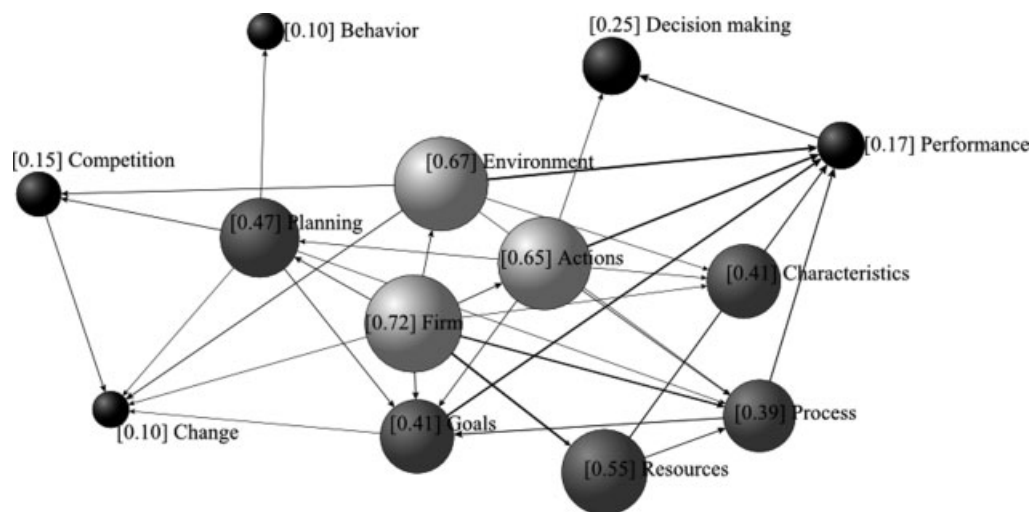 [0.10] Behavior
[0.25] Decision making
[0.15] Competition
[0.67] Environment
[0.17] Performance
[0.47] Planning
[0.65] Actions
[0.41] Characteristics
[0.72] Firm
[0.41] Goals
[0.39] Process
[0.10] Change
[0.55] Resources